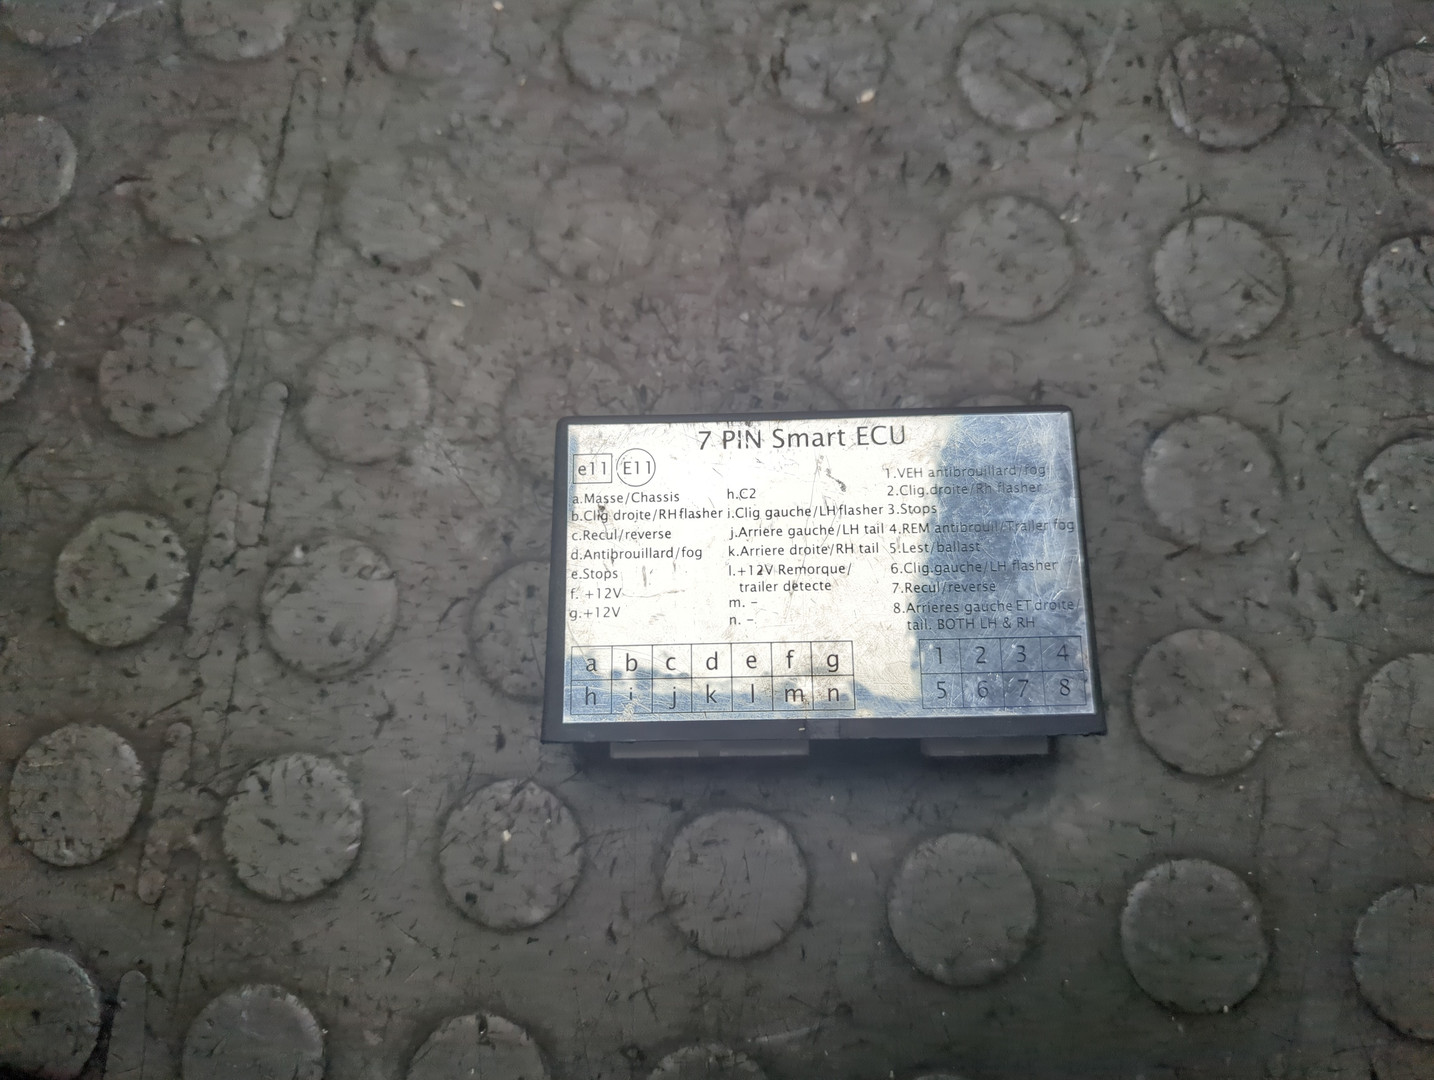 7 PIN Smart ECU
e11 E11
a.Masse/Chassis
b.Clig droite/RH flasher
c.Recul/reverse
d.Antibrouillard/fog
e.Stops
f. +12V
g.+12V
h.C2
i.Clig gauche/LH flasher
j.Arriere gauche/LH tail
k.Arriere droite/RH tail
l.+12V Remorque/
trailer detecte
m. -
n. -
1.VEH antibrouillard/fog
2.Clig.droite/Rh flasher
3.Stops
4.REM antibrouil/Trailer fog
5.Lest/ballast
6.Clig.gauche/LH flasher
7.Recul/reverse
8.Arrieres gauche ET droite/
tail. BOTH LH & RH
a b c d e f g
h i j k l m n
1 2 3 4
5 6 7 8